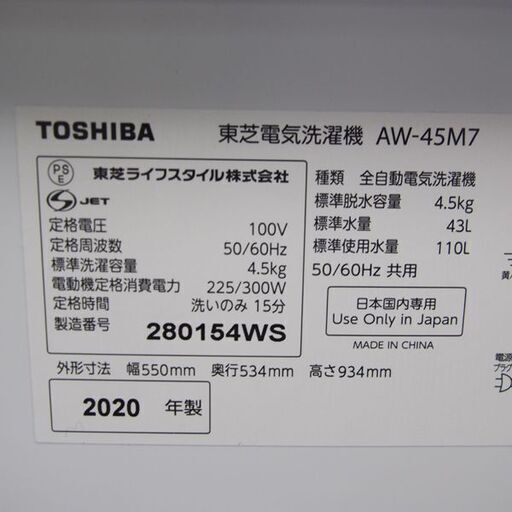 TOSHIBA 東芝電気洗濯機 AW-45M7
PS
E
東芝ライフスタイル株式会社
S JET
定格電圧 100V
定格周波数 50/60Hz
標準洗濯容量 4.5kg
電動機定格消費電力 225/300W
定格時間 洗いのみ 15分
製造番号 280154WS
種類 全自動電気洗濯機
標準脱水容量 4.5kg
標準水量 43L
標準使用水量 110L
50/60Hz 共用
日本国内専用
Use Only in Japan
MADE IN CHINA
外形寸法 幅550mm 奥行534mm 高さ934mm
2020 年製
電源
プラグ